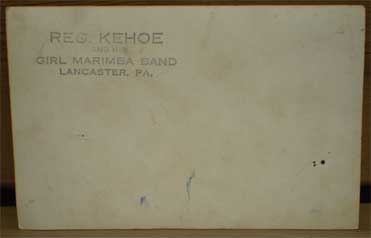 REG. KEHOE
AND HIS
GIRL MARIMBA BAND
LANCASTER, PA.